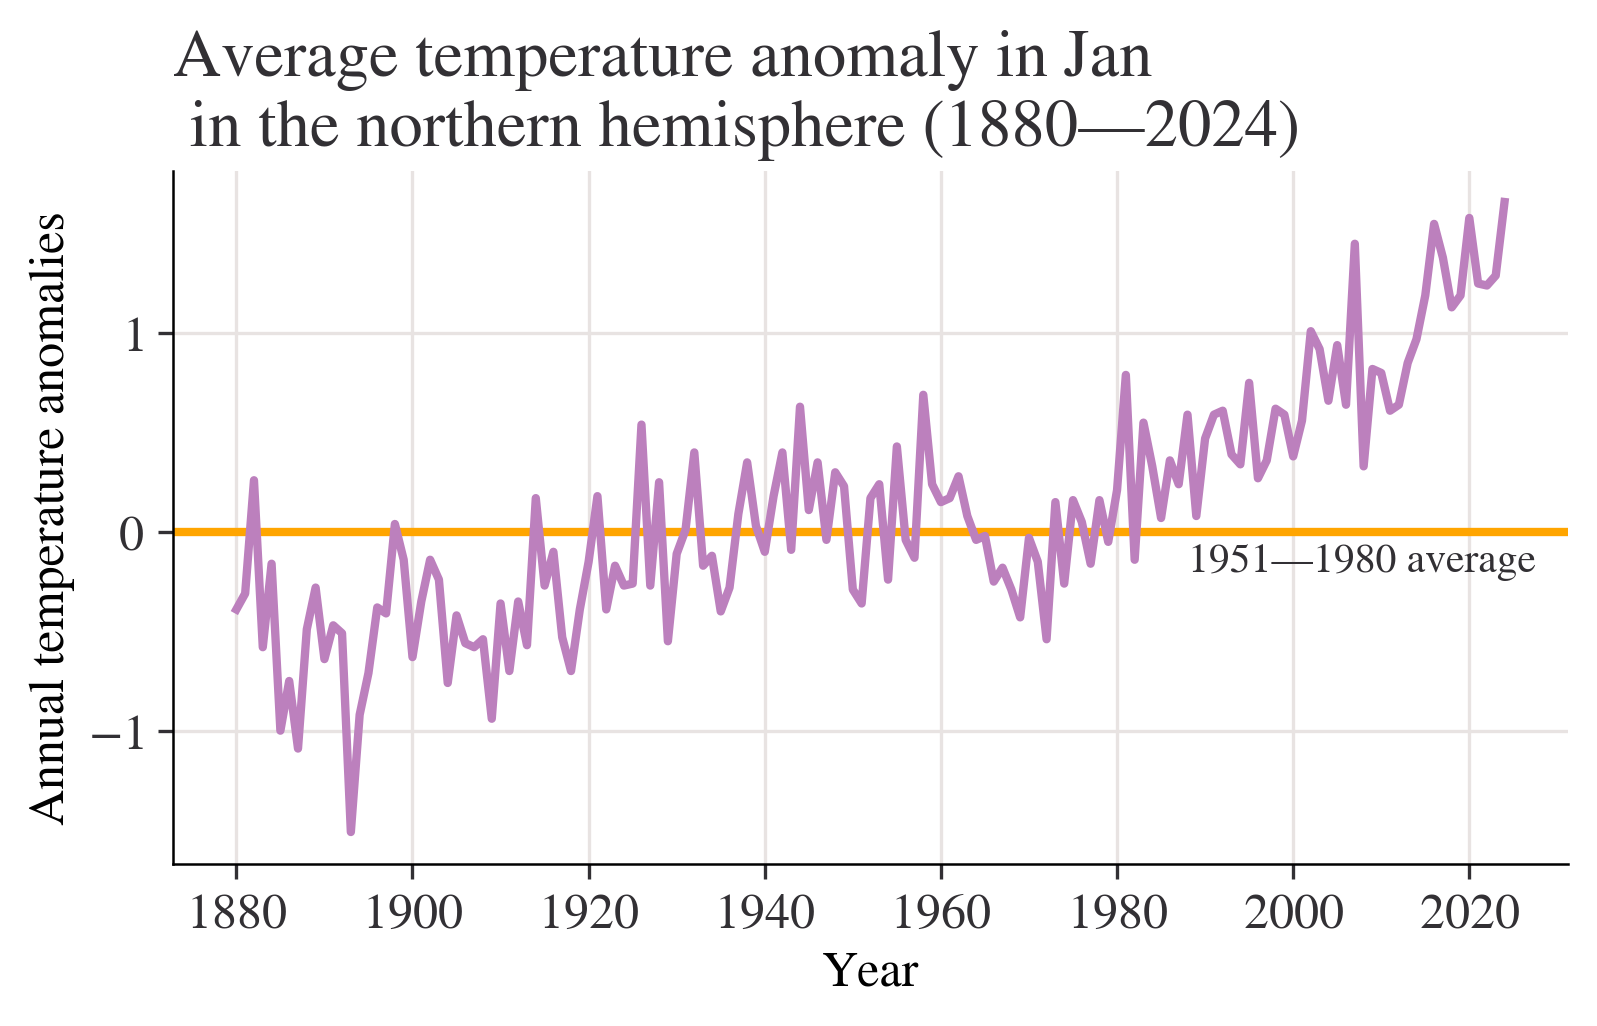 Average temperature anomaly in Jan
in the northern hemisphere (1880—2024)
Annual temperature anomalies
1
0
−1
1951—1980 average
1880 1900 1920 1940 1960 1980 2000 2020
Year